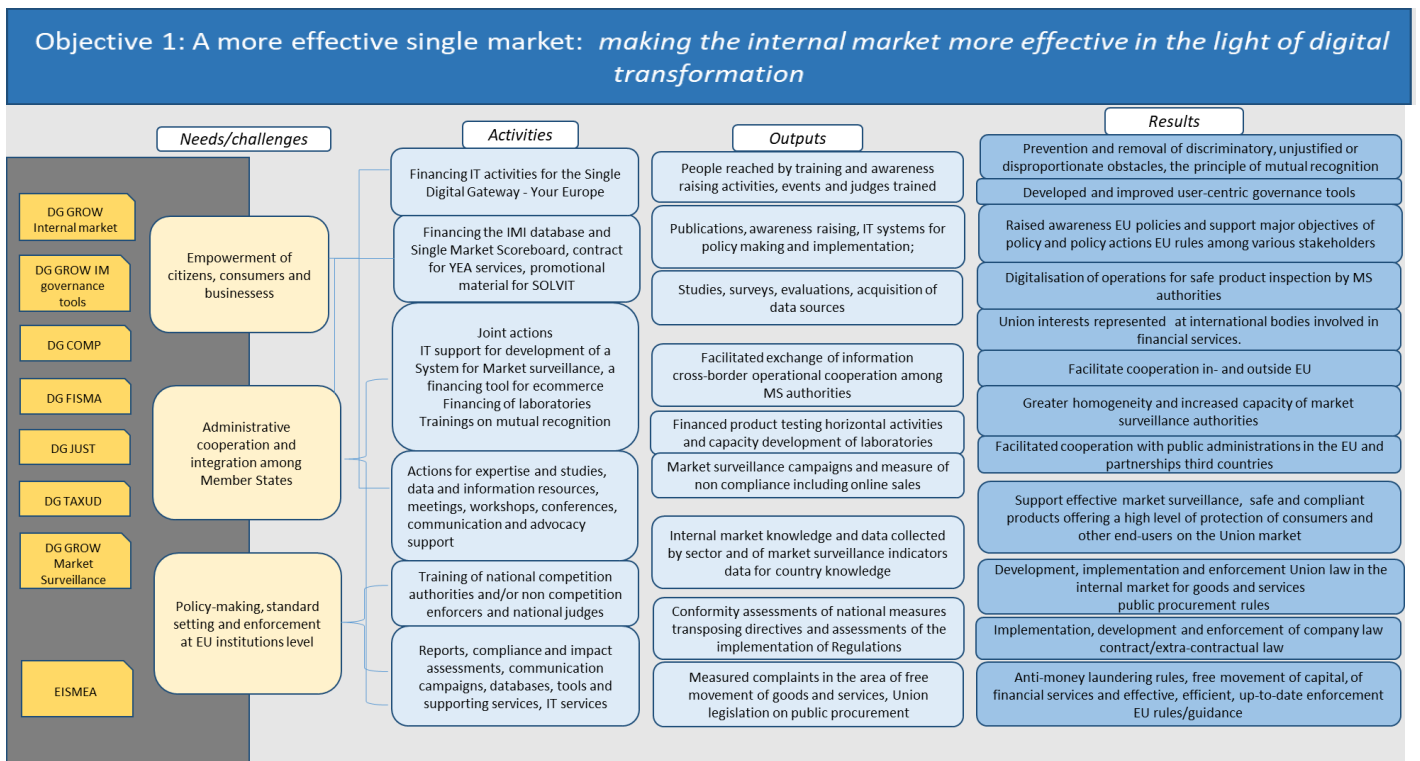 Objective 1: A more effective single market: making the internal market more effective in the light of digital
transformation
Needs/challenges
Activities
Outputs
Results
DG GROW
Internal market
DG GROW IM
governance
tools
DG COMP
DG FISMA
DG JUST
DG TAXUD
DG GROW
Market
Surveillance
EISMEA
Empowerment of
citizens, consumers and
businessess
Administrative
cooperation and
integration among
Member States
Policy-making, standard
setting and enforcement
at EU institutions level
Financing IT activities for the Single
Digital Gateway - Your Europe
Financing the IMI database and
Single Market Scoreboard, contract
for YEA services, promotional
material for SOLVIT
Joint actions
IT support for development of a
System for Market surveillance, a
financing tool for ecommerce
Financing of laboratories
Trainings on mutual recognition
Actions for expertise and studies,
data and information resources,
meetings, workshops, conferences,
communication and advocacy
support
Training of national competition
authorities and/or non competition
enforcers and national judges
Reports, compliance and impact
assessments, communication
campaigns, databases, tools and
supporting services, IT services
People reached by training and awareness
raising activities, events and judges trained
Publications, awareness raising, IT systems for
policy making and implementation;
Studies, surveys, evaluations, acquisition of
data sources
Facilitated exchange of information
cross-border operational cooperation among
MS authorities
Financed product testing horizontal activities
and capacity development of laboratories
Market surveillance campaigns and measure of
non compliance including online sales
Internal market knowledge and data collected
by sector and of market surveillance indicators
data for country knowledge
Conformity assessments of national measures
transposing directives and assessments of the
implementation of Regulations
Measured complaints in the area of free
movement of goods and services, Union
legislation on public procurement
Prevention and removal of discriminatory, unjustified or
disproportionate obstacles, the principle of mutual recognition
Developed and improved user-centric governance tools
Raised awareness EU policies and support major objectives of
policy and policy actions EU rules among various stakeholders
Digitalisation of operations for safe product inspection by MS
authorities
Union interests represented at international bodies involved in
financial services.
Facilitate cooperation in- and outside EU
Greater homogeneity and increased capacity of market
surveillance authorities
Facilitated cooperation with public administrations in the EU and
partnerships third countries
Support effective market surveillance, safe and compliant
products offering a high level of protection of consumers and
other end-users on the Union market
Development, implementation and enforcement Union law in the
internal market for goods and services
public procurement rules
Implementation, development and enforcement of company law
contract/extra-contractual law
Anti-money laundering rules, free movement of capital, of
financial services and effective, efficient, up-to-date enforcement
EU rules/guidance